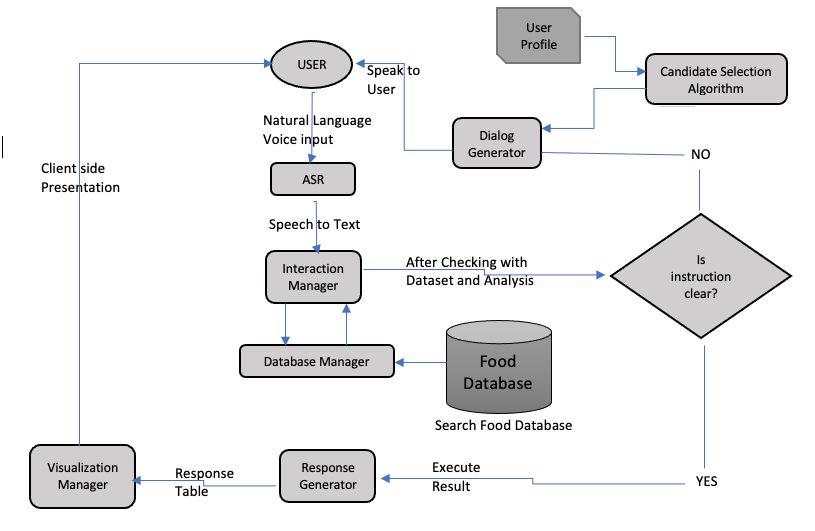 User
Profile
USER
Speak to
User
Candidate Selection
Algorithm
Natural Language
Voice input
Dialog
Generator
NO
Client side
Presentation
ASR
Speech to Text
Interaction
Manager
After Checking with
Dataset and Analysis
Is
instruction
clear?
Database Manager
Food
Database
Search Food Database
Visualization
Manager
Response
Table
Response
Generator
Execute
Result
YES